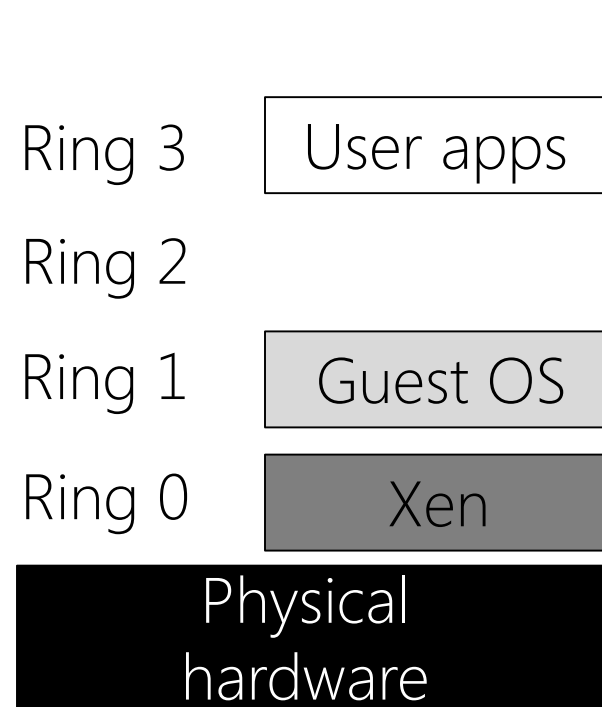 Ring 3 User apps
Ring 2
Ring 1 Guest OS
Ring 0 Xen
Physical
hardware